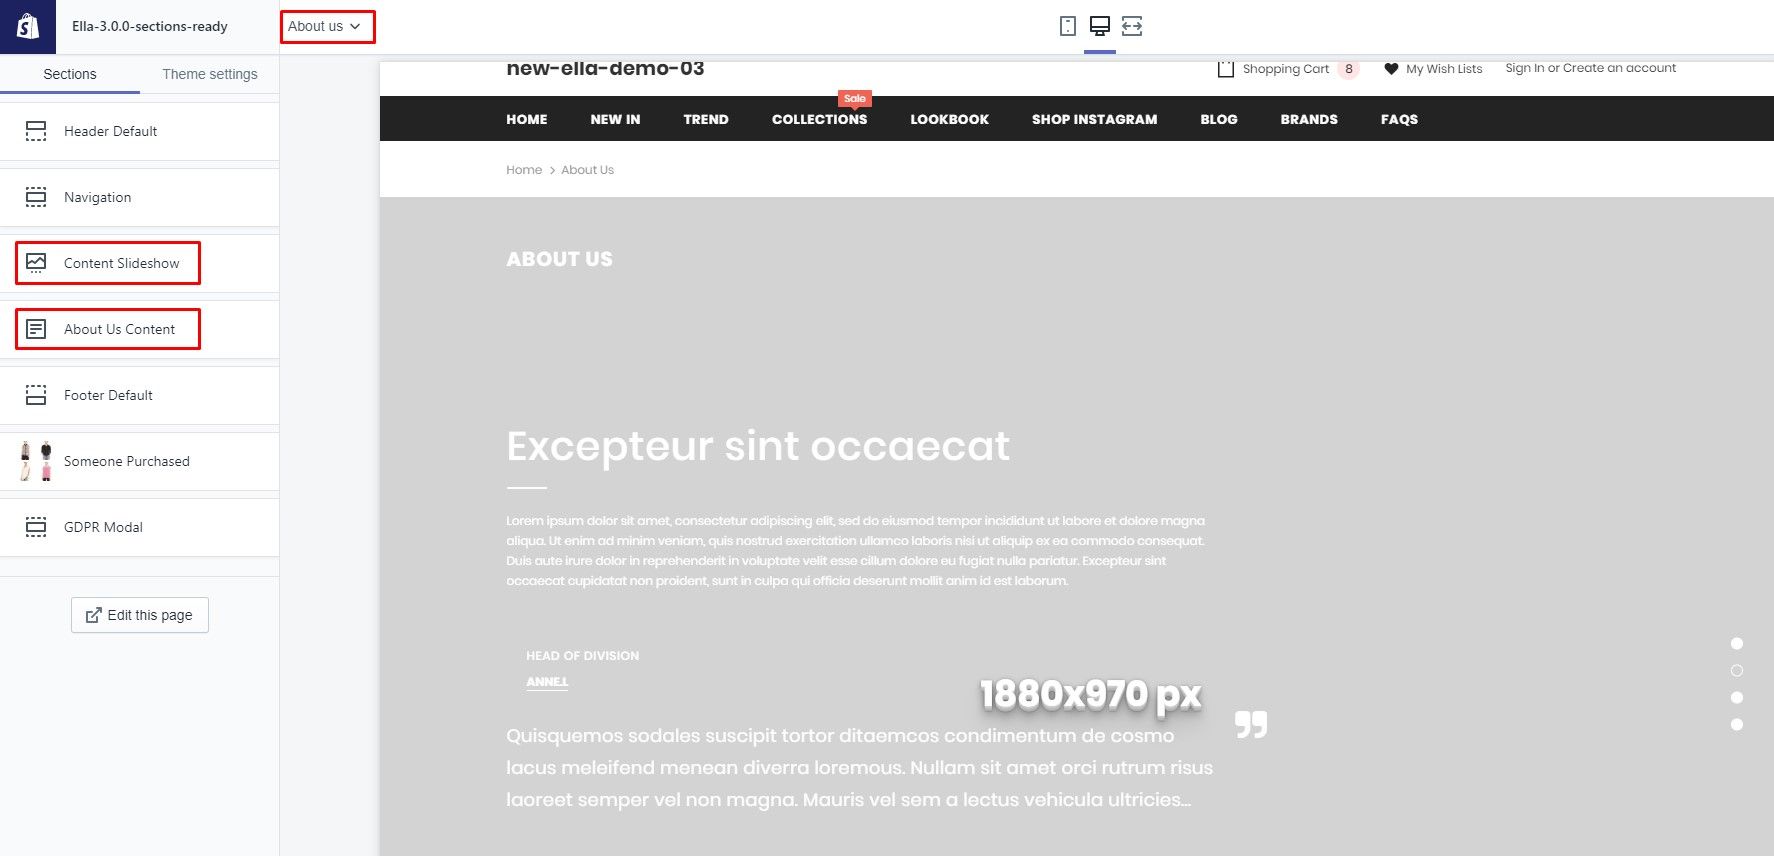 Ella-3.0.0-sections-ready
About us
Sections
Theme settings
Header Default
Navigation
Content Slideshow
About Us Content
Footer Default
Someone Purchased
GDPR Modal
Edit this page
new-ella-demo-03
Shopping Cart 8
My Wish Lists
Sign In or Create an account
Sale
HOME NEW IN TREND COLLECTIONS LOOKBOOK SHOP INSTAGRAM BLOG BRANDS FAQS
Home > About Us
ABOUT US
Excepteur sint occaecat
Lorem ipsum dolor sit amet, consectetur adipiscing elit, sed do eiusmod tempor incididunt ut labore et dolore magna
aliqua. Ut enim ad minim veniam, quis nostrud exercitation ullamco laboris nisi ut aliquip ex ea commodo consequat.
Duis aute irure dolor in reprehenderit in voluptate velit esse cillum dolore eu fugiat nulla pariatur. Excepteur sint
occaecat cupidatat non proident, sunt in culpa qui officia deserunt mollit anim id est laborum.
HEAD OF DIVISION
ANNE.L
1880x970 px
Quisquemos sodales suscipit tortor ditaemcos condimentum de cosmo
lacus meleifend menean diverra loremous. Nullam sit amet orci rutrum risus
laoreet semper vel non magna. Mauris vel sem a lectus vehicula ultricies...
”